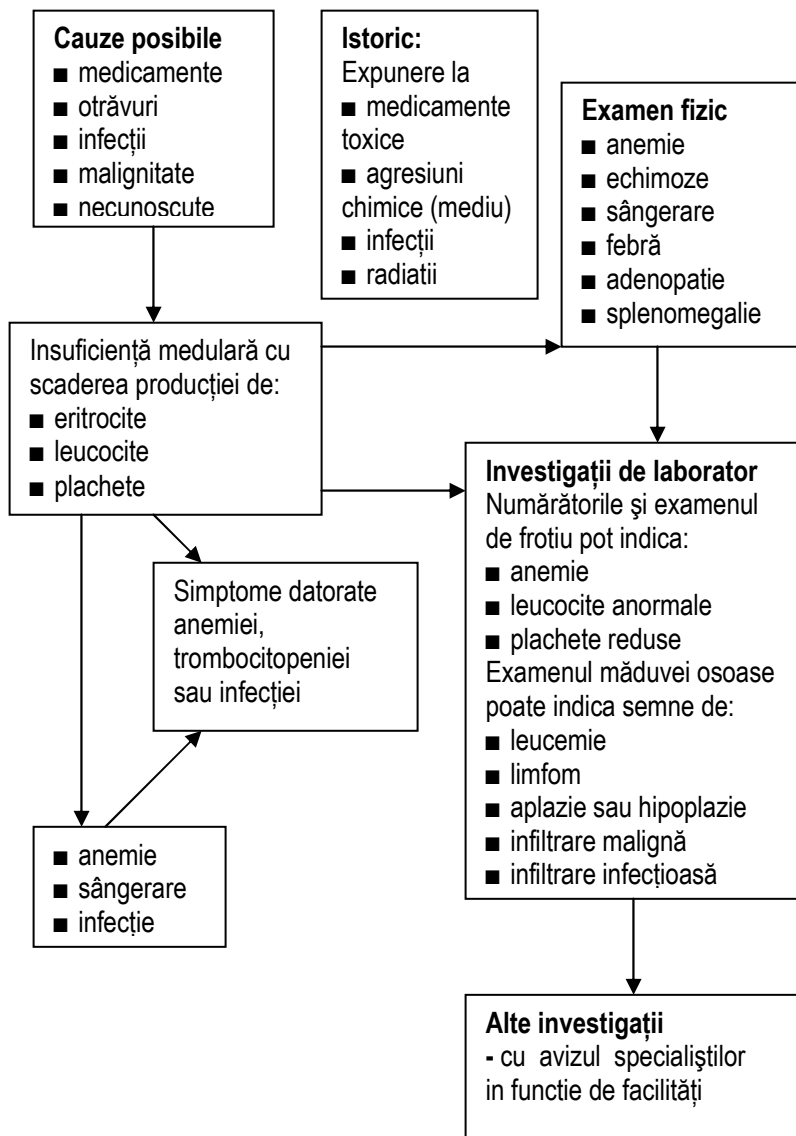 Cauze posibile
■ medicamente
■ otrăvuri
■ infecții
■ malignitate
■ necunoscute
Istoric:
Expunere la
■ medicamente
toxice
■ agresiuni
chimice (mediu)
■ infecții
■ radiatii
Examen fizic
■ anemie
■ echimoze
■ sângerare
■ febră
■ adenopatie
■ splenomegalie
Insuficiență medulară cu
scaderea producției de:
■ eritrocite
■ leucocite
■ plachete
Simptome datorate
anemiei,
trombocitopeniei
sau infecției
■ anemie
■ sângerare
■ infecție
Investigații de laborator
Numărătorile şi examenul
de frotiu pot indica:
■ anemie
■ leucocite anormale
■ plachete reduse
Examenul măduvei osoase
poate indica semne de:
■ leucemie
■ limfom
■ aplazie sau hipoplazie
■ infiltrare malignă
■ infiltrare infecțioasă
Alte investigații
- cu avizul specialiştilor
in functie de facilități